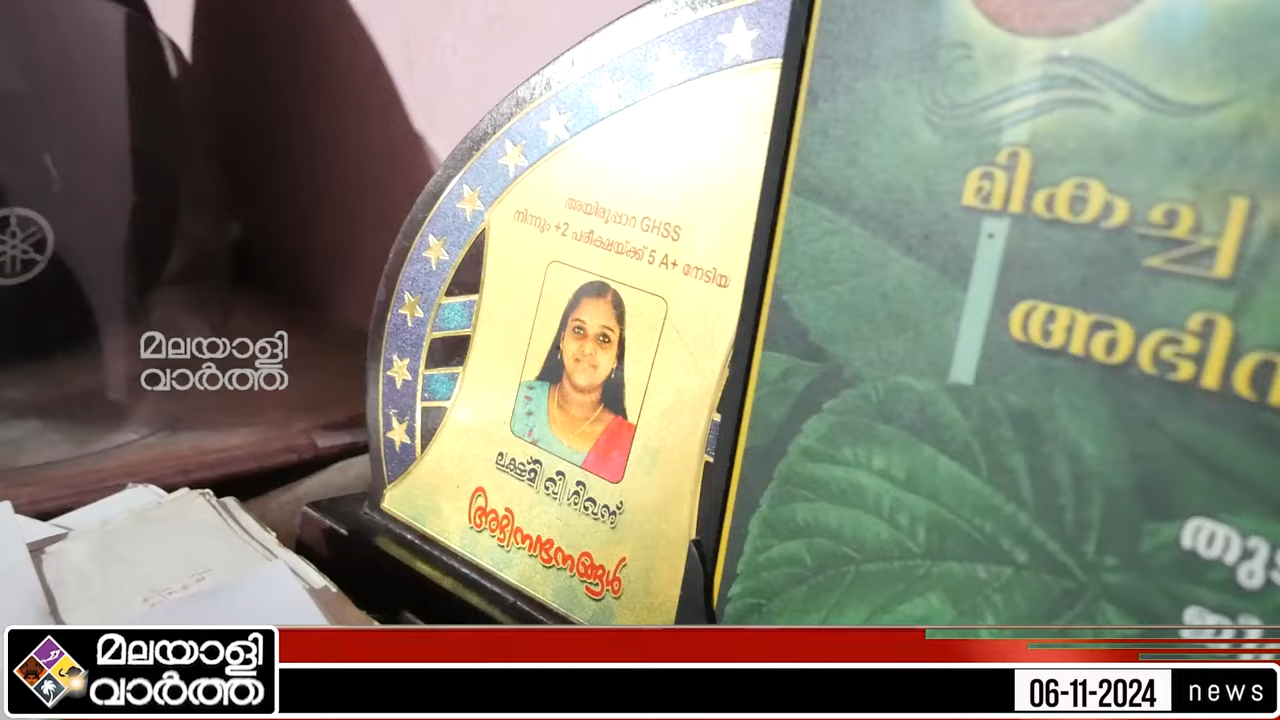 അയിരൂപ്പാറ GHSS
നിന്നും +2 പരീക്ഷയ്ക്ക് 5 A+ നേടിയ
ലക്ഷ്മി വി ശിവന്
അഭിനന്ദനങ്ങൾ
മികച്ച
അഭിന
മലയാളി
വാർത്ത
മലയാളി
വാർത്ത
06-11-2024
news